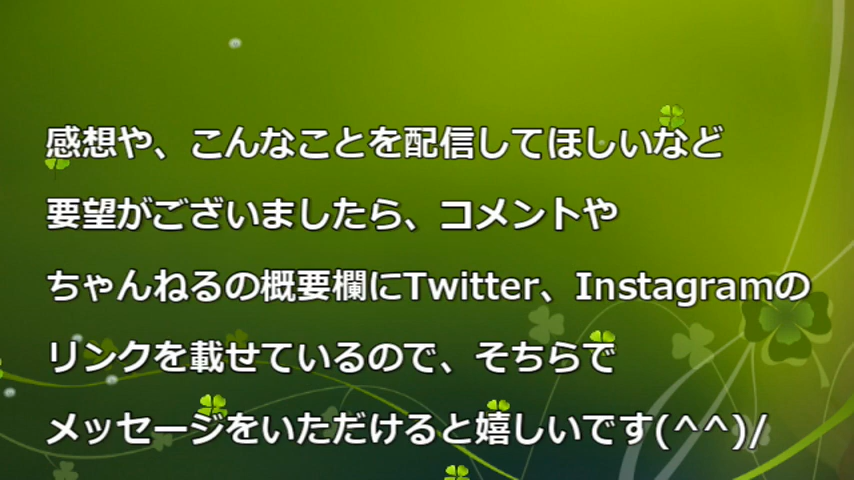 感想や、こんなことを配信してほしいなど
要望がございましたら、コメントや
ちゃんねるの概要欄にTwitter、Instagramの
リンクを載せているので、そちらで
メッセージをいただけると嬉しいです(^^)/